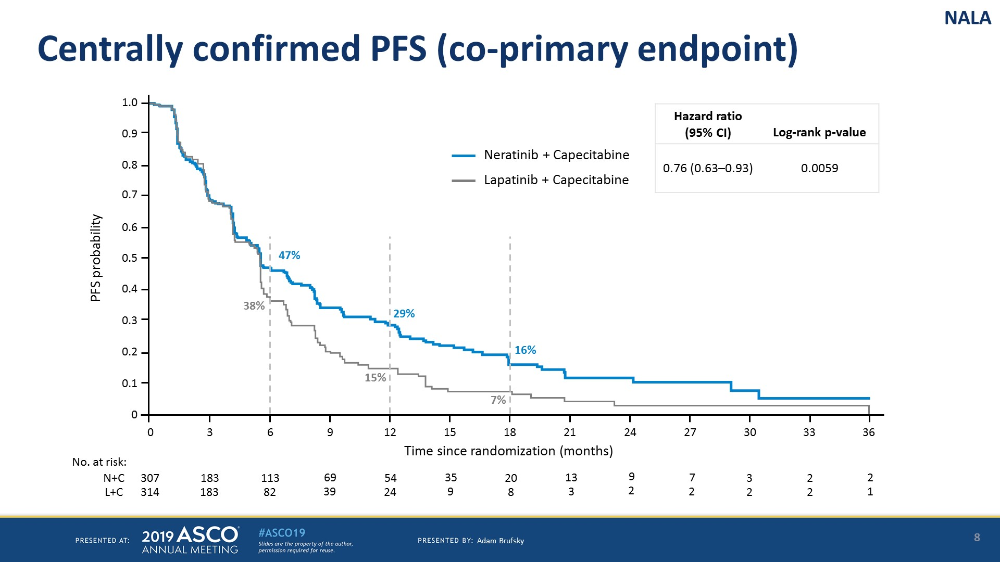 NALA
Centrally confirmed PFS (co-primary endpoint)
Hazard ratio
(95% CI)
Log-rank p-value
0.76 (0.63–0.93)
0.0059
Neratinib + Capecitabine
Lapatinib + Capecitabine
PFS probability
1.0
0.9
0.8
0.7
0.6
0.5
0.4
0.3
0.2
0.1
0
47%
38%
29%
15%
16%
7%
0 3 6 9 12 15 18 21 24 27 30 33 36
Time since randomization (months)
No. at risk:
N+C 307 183 113 69 54 35 20 13 9 7 3 2 2
L+C 314 183 82 39 24 9 8 3 2 2 2 2 1
PRESENTED AT:
2019 ASCO®
ANNUAL MEETING
#ASCO19
Slides are the property of the author,
permission required for reuse.
PRESENTED BY: Adam Brufsky
8